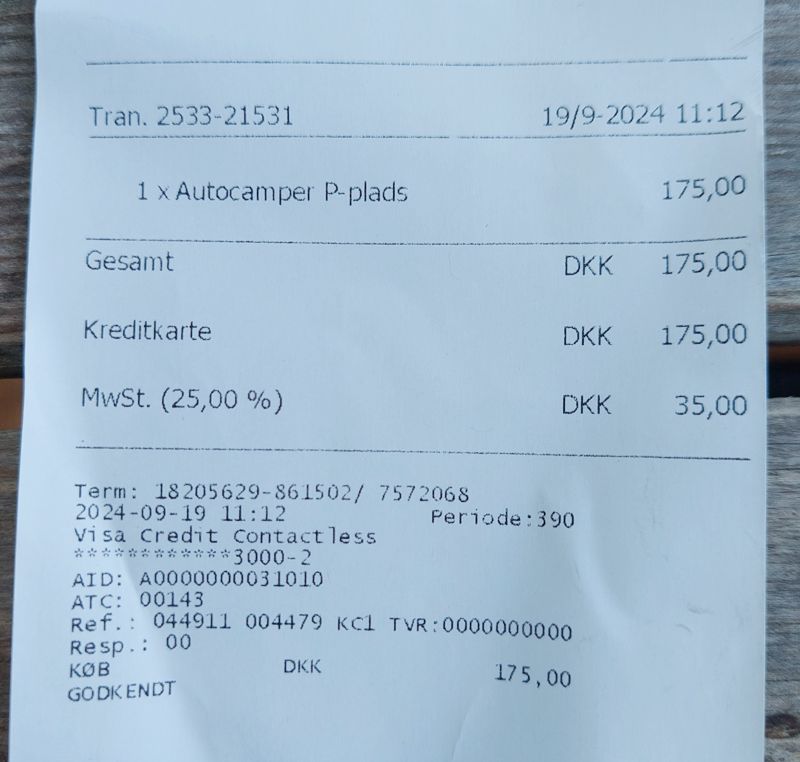 Tran. 2533-21531 19/9-2024 11:12
1 x Autocamper P-plads 175,00
Gesamt DKK 175,00
Kreditkarte DKK 175,00
MwSt. (25,00 %) DKK 35,00
Term: 18205629-861502/ 7572068
2024-09-19 11:12 Periode:390
Visa Credit Contactless
************3000-2
AID: A0000000031010
ATC: 00143
Ref.: 044911 004479 KC1 TVR:0000000000
Resp.: 00
KØB DKK 175,00
GODKENDT